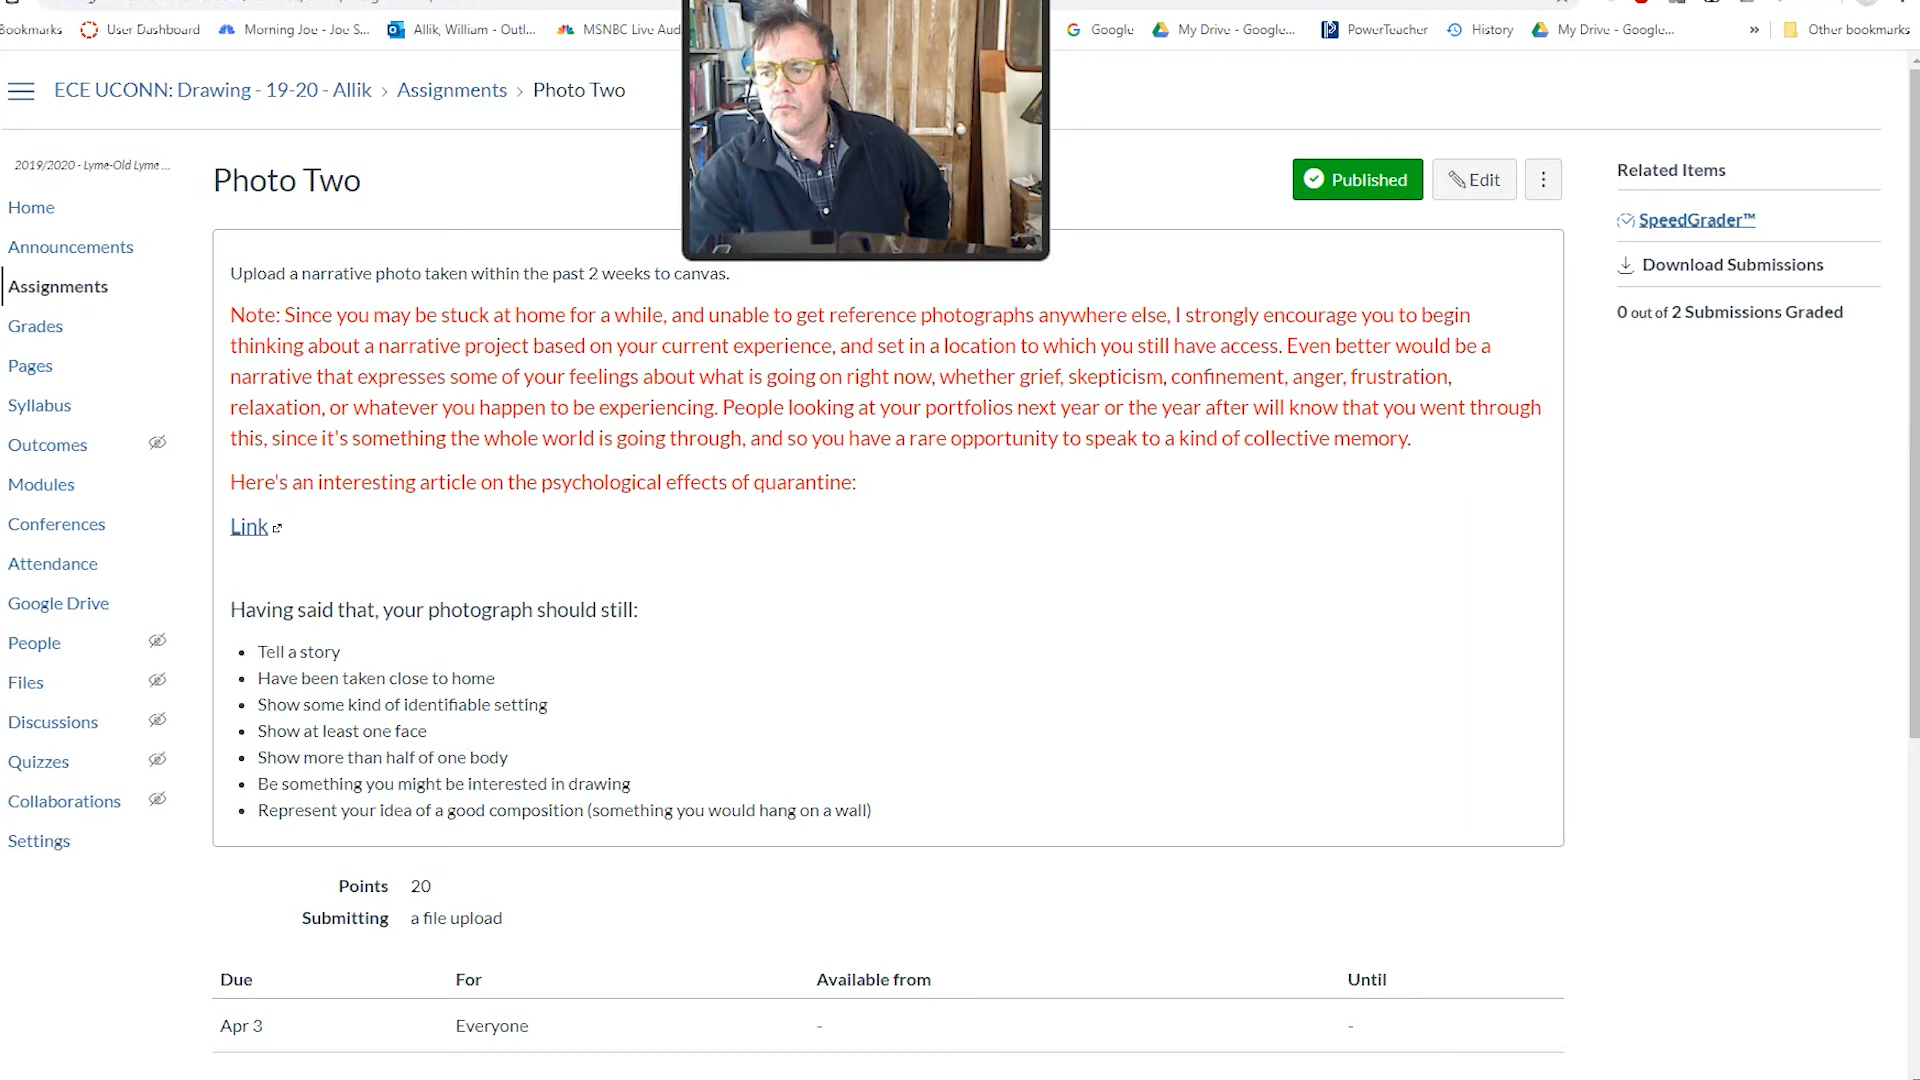 Bookmarks User Dashboard Morning Joe - Joe S... Allik, William - Outl... MSNBC Live Aud Google My Drive - Google... PowerTeacher History My Drive - Google... » Other bookmarks
ECE UCONN: Drawing - 19-20 - Allik › Assignments › Photo Two
2019/2020 - Lyme-Old Lyme ...
Home
Announcements
Assignments
Grades
Pages
Syllabus
Outcomes
Modules
Conferences
Attendance
Google Drive
People
Files
Discussions
Quizzes
Collaborations
Settings
Photo Two
Published
Edit
Upload a narrative photo taken within the past 2 weeks to canvas.
Note: Since you may be stuck at home for a while, and unable to get reference photographs anywhere else, I strongly encourage you to begin
thinking about a narrative project based on your current experience, and set in a location to which you still have access. Even better would be a
narrative that expresses some of your feelings about what is going on right now, whether grief, skepticism, confinement, anger, frustration,
relaxation, or whatever you happen to be experiencing. People looking at your portfolios next year or the year after will know that you went through
this, since it's something the whole world is going through, and so you have a rare opportunity to speak to a kind of collective memory.
Here's an interesting article on the psychological effects of quarantine:
Link
Having said that, your photograph should still:
• Tell a story
• Have been taken close to home
• Show some kind of identifiable setting
• Show at least one face
• Show more than half of one body
• Be something you might be interested in drawing
• Represent your idea of a good composition (something you would hang on a wall)
Points 20
Submitting a file upload
Due For Available from Until
Apr 3 Everyone - -
Related Items
SpeedGrader™
Download Submissions
0 out of 2 Submissions Graded